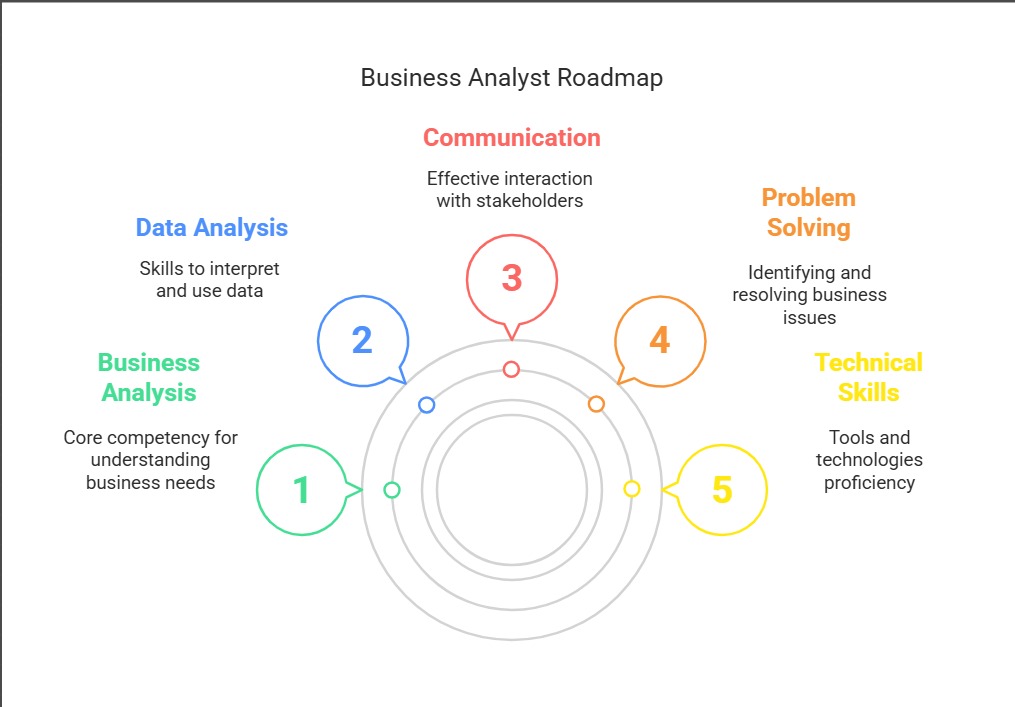 Business Analyst Roadmap
Communication
Effective interaction
with stakeholders
Problem
Solving
Identifying and
resolving business
issues
Data Analysis
Skills to interpret
and use data
3
2
4
Business
Analysis
Core competency for
understanding
business needs
Technical
Skills
Tools and
technologies
proficiency
1
5